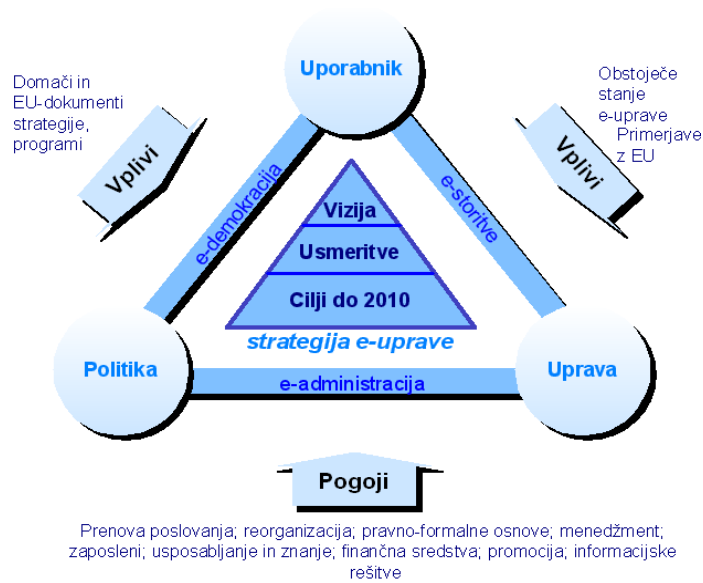 Uporabnik
Domači in
EU-dokumenti
strategije,
programi
Vplivi
Obstoječe
stanje
e-uprave
Primerjave
z EU
Vplivi
e-demokracija
e-storitve
Vizija
Usmeritve
Cilji do 2010
strategija e-uprave
Politika
Uprava
e-administracija
Pogoji
Prenova poslovanja; reorganizacija; pravno-formalne osnove; menedžment;
zaposleni; usposabljanje in znanje; finančna sredstva; promocija; informacijske
rešitve